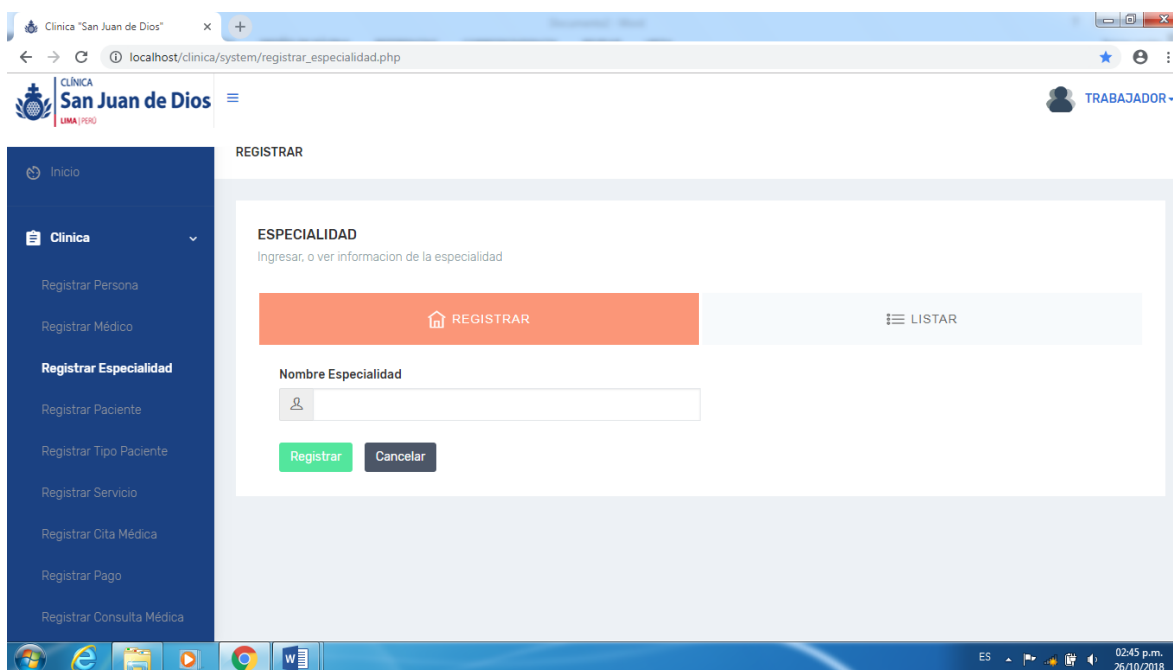 Clinica "San Juan de Dios"
localhost/clinica/system/registrar_especialidad.php
CLÍNICA
San Juan de Dios
LIMA | PERÚ
TRABAJADOR
REGISTRAR
Inicio
Clinica
Registrar Persona
Registrar Médico
Registrar Especialidad
Registrar Paciente
Registrar Tipo Paciente
Registrar Servicio
Registrar Cita Médica
Registrar Pago
Registrar Consulta Médica
ESPECIALIDAD
Ingresar, o ver informacion de la especialidad
REGISTRAR
LISTAR
Nombre Especialidad
Registrar
Cancelar
ES
02:45 p.m.
26/10/2018